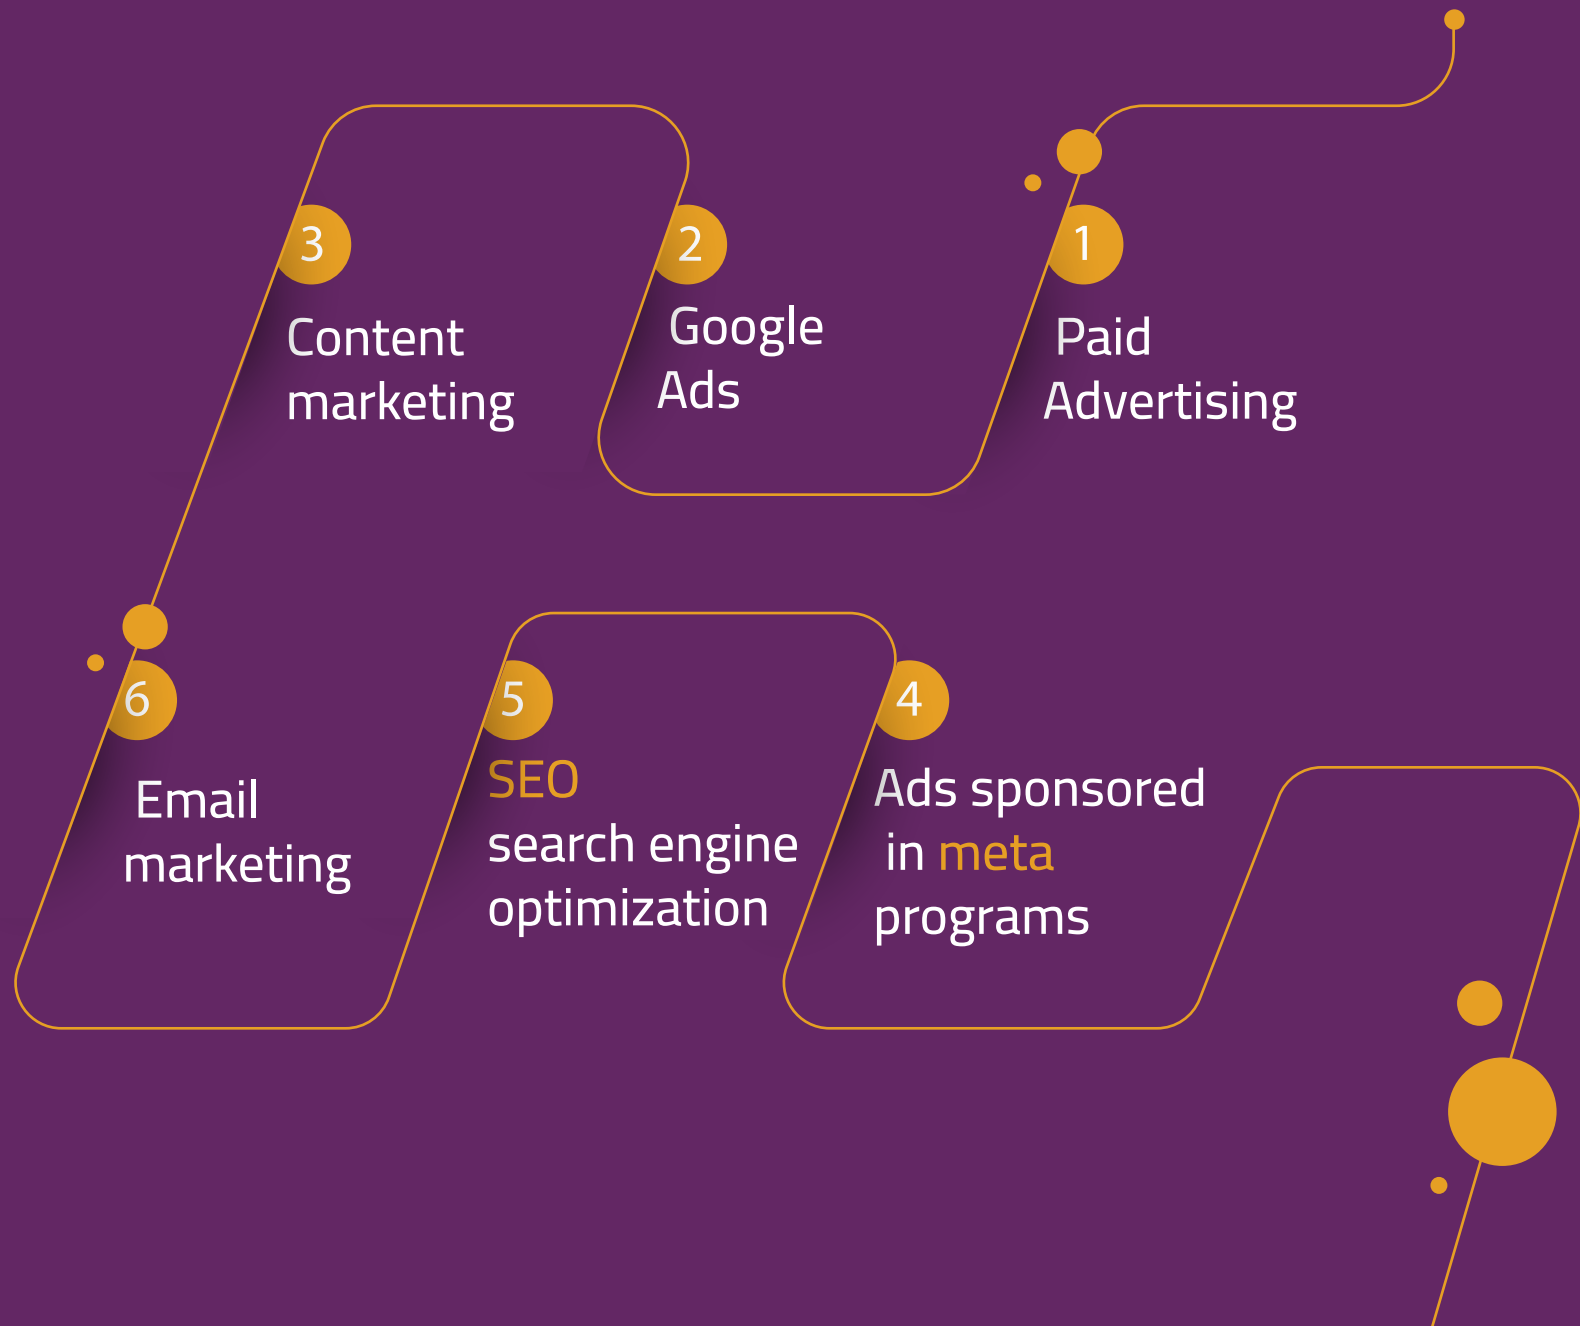 1
Paid
Advertising
2
Google
Ads
3
Content
marketing
4
Ads sponsored
in meta
programs
5
SEO
search engine
optimization
6
Email
marketing